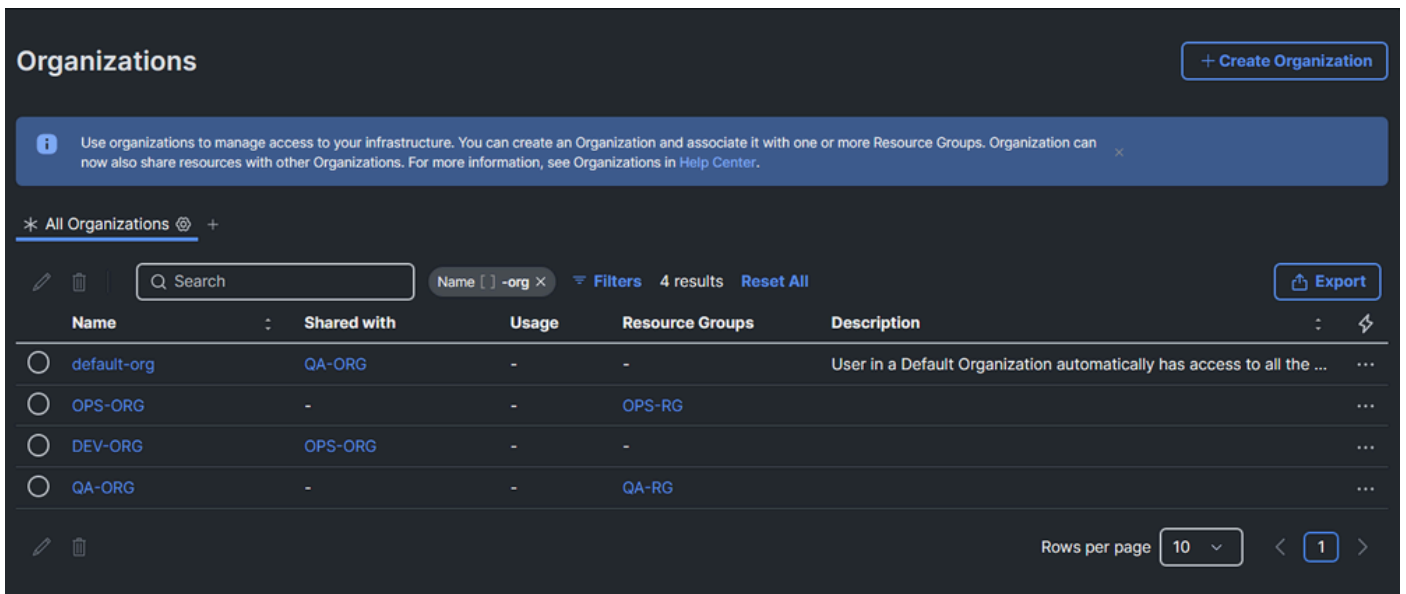 Organizations
+ Create Organization
Use organizations to manage access to your infrastructure. You can create an Organization and associate it with one or more Resource Groups. Organization can
now also share resources with other Organizations. For more information, see Organizations in Help Center.
All Organizations +
Search Name [ ] -org × Filters 4 results Reset All Export
Name Shared with Usage Resource Groups Description
default-org QA-ORG - - User in a Default Organization automatically has access to all the ... ...
OPS-ORG - - OPS-RG ...
DEV-ORG OPS-ORG - - ...
QA-ORG - - QA-RG ...
Rows per page 10 1